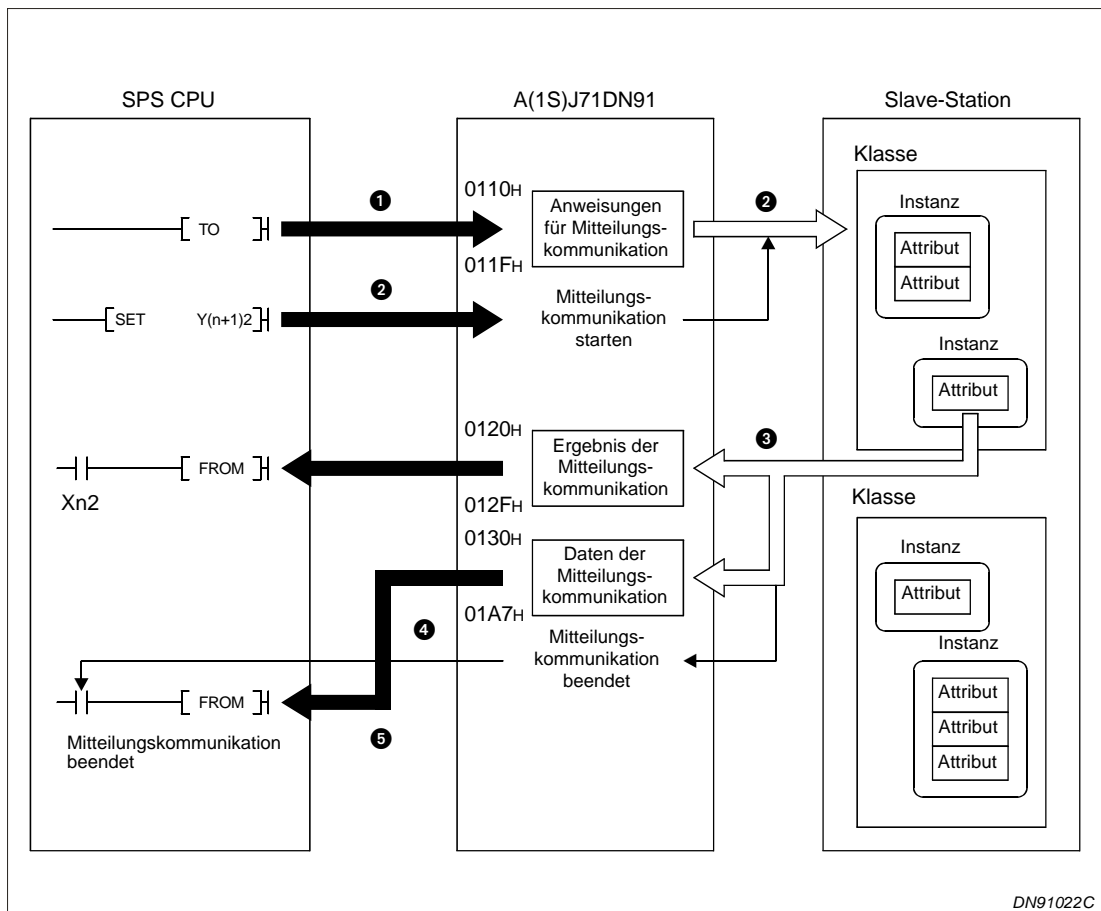 SPS CPU
A(1S)J71DN91
Slave-Station
Klasse
0110H
❶
❷
Instanz
TO
Anweisungen
für Mitteilungs-
kommunikation
Attribut
Attribut
011FH
❷
SET Y(n+1)2
Mitteilungs-
kommunikation
starten
Instanz
Attribut
0120H
❸
FROM
Ergebnis der
Mitteilungs-
kommunikation
Xn2
012FH
Klasse
0130H
Instanz
Daten der
Mitteilungs-
kommunikation
Attribut
01A7H
❹
Mitteilungs-
kommunikation
beendet
Instanz
FROM
Attribut
Attribut
Attribut
❺
Mitteilungskommunikation
beendet
DN91022C